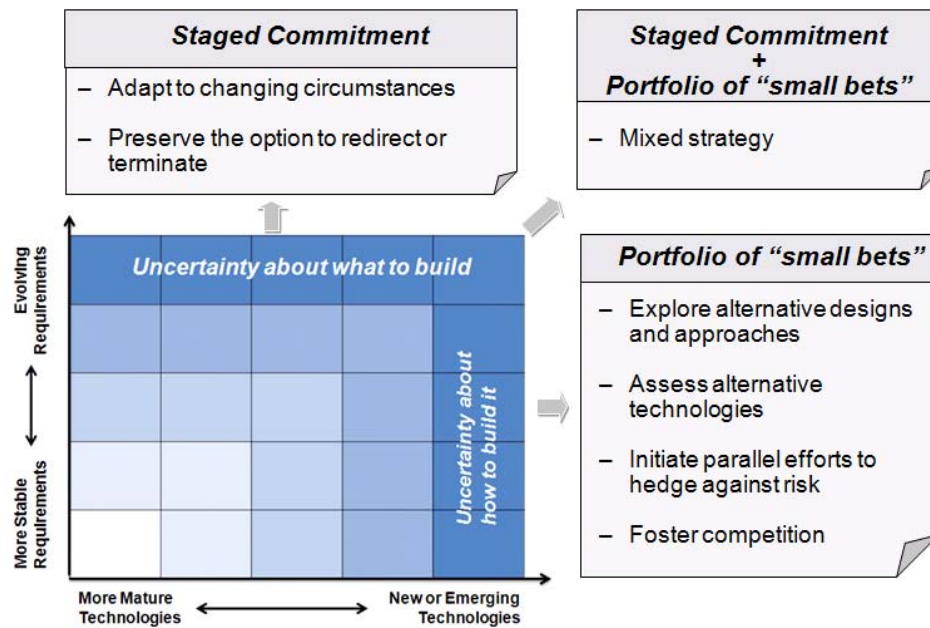 Staged Commitment
– Adapt to changing circumstances
– Preserve the option to redirect or
terminate
Staged Commitment
+
Portfolio of “small bets”
– Mixed strategy
Evolving
Requirements
More Stable
Requirements
Uncertainty about what to build
Uncertainty about
how to build it
Portfolio of “small bets”
– Explore alternative designs
and approaches
– Assess alternative
technologies
– Initiate parallel efforts to
hedge against risk
– Foster competition
More Mature
Technologies
New or Emerging
Technologies